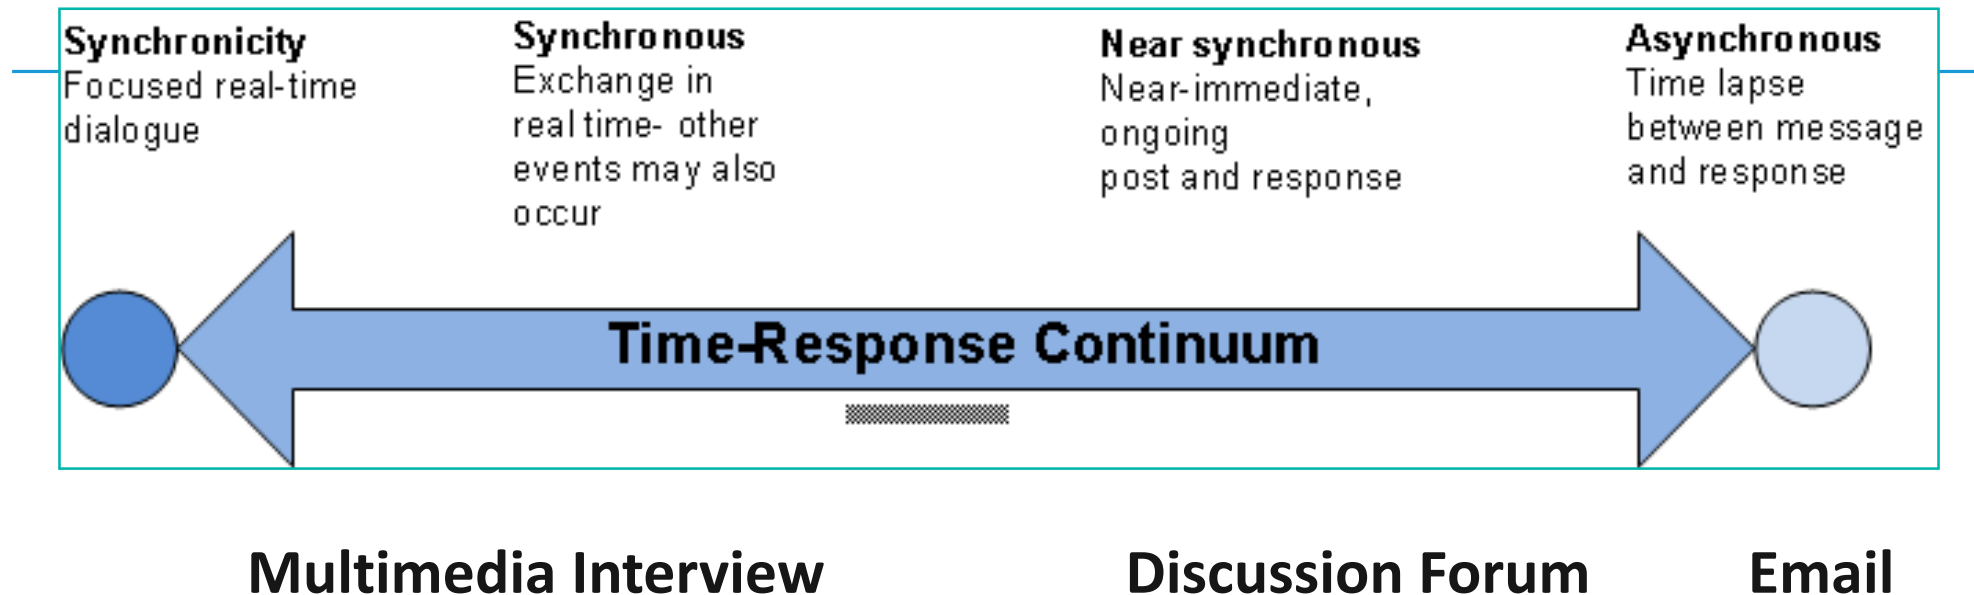 Synchronicity
Focused real-time
dialogue
Synchronous
Exchange in
real time- other
events may also
occur
Near synchronous
Near-immediate,
ongoing
post and response
Asynchronous
Time lapse
between message
and response
Time-Response Continuum
Multimedia Interview
Discussion Forum
Email